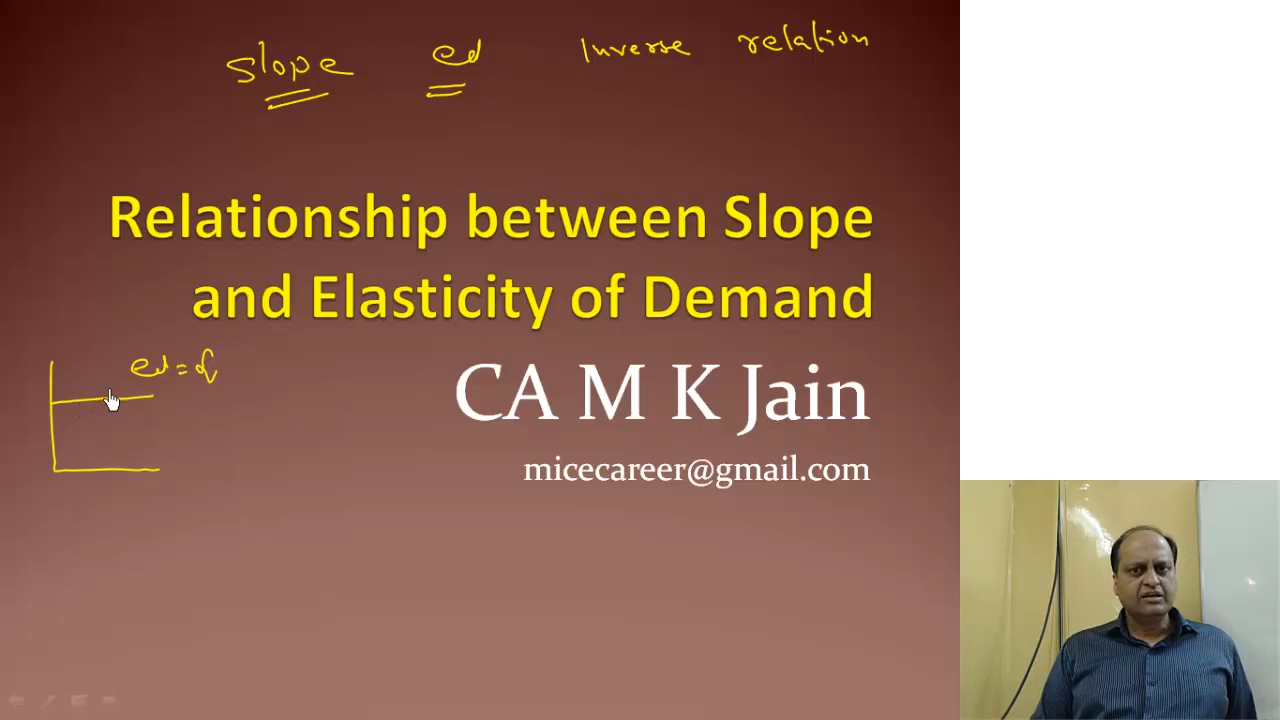 slope ed Inverse relation
Relationship between Slope
and Elasticity of Demand
CA M K Jain
micecareer@gmail.com
ed =